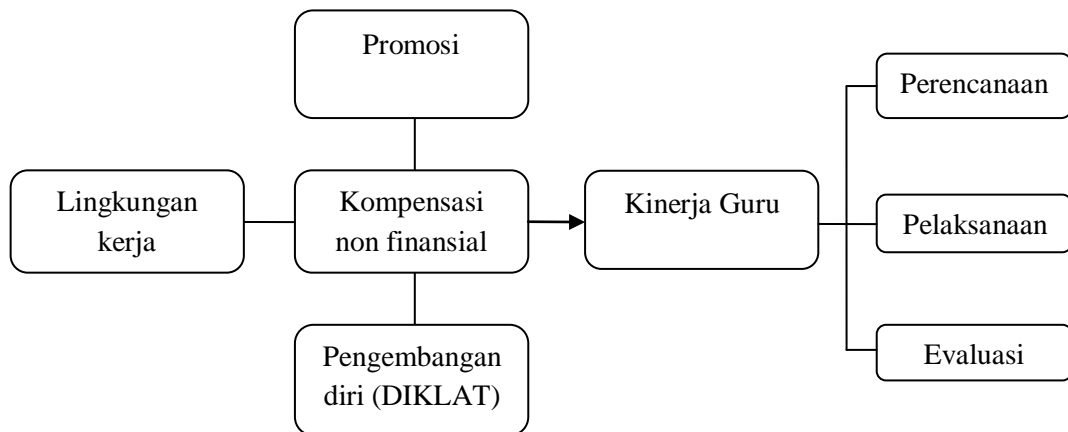 Promosi
Perencanaan
Lingkungan
kerja
Kompensasi
non finansial
Kinerja Guru
Pelaksanaan
Pengembangan
diri (DIKLAT)
Evaluasi